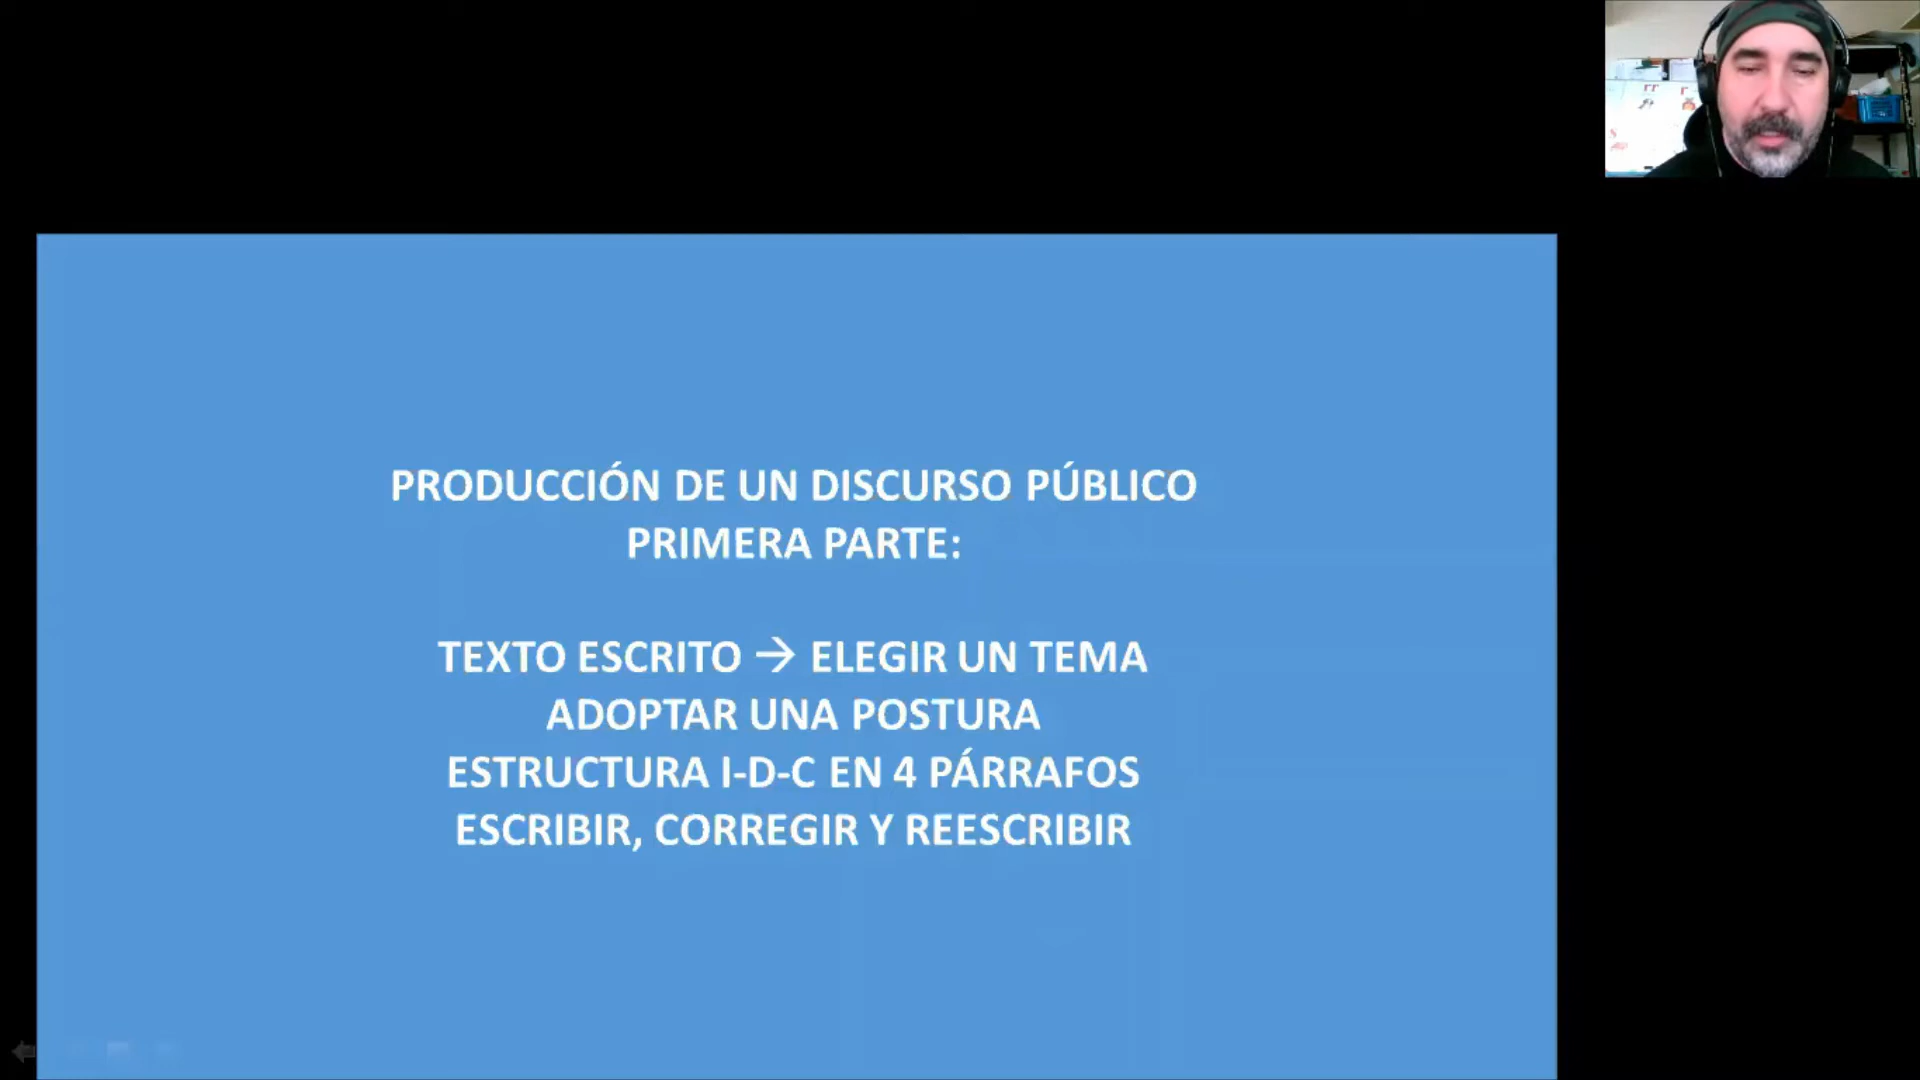 PRODUCCIÓN DE UN DISCURSO PÚBLICO
PRIMERA PARTE:
TEXTO ESCRITO → ELEGIR UN TEMA
ADOPTAR UNA POSTURA
ESTRUCTURA I-D-C EN 4 PÁRRAFOS
ESCRIBIR, CORREGIR Y REESCRIBIR